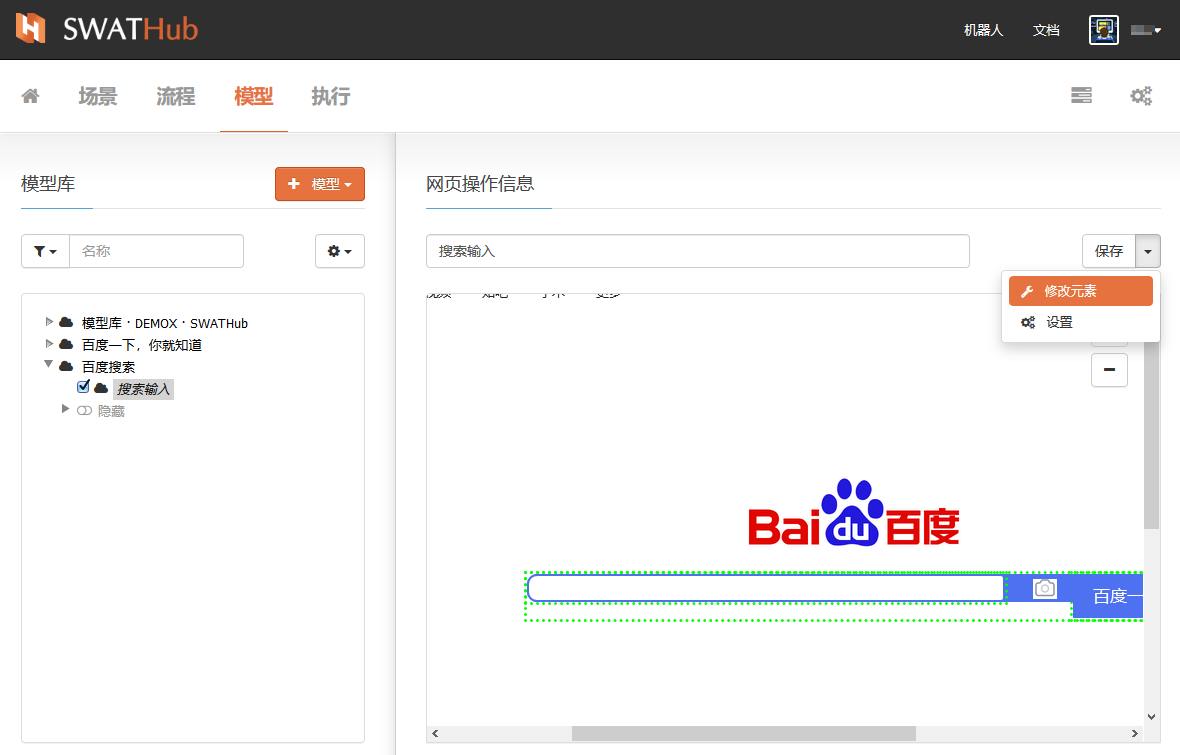 SWATHub
机器人
文档
场景
流程
模型
执行
模型库
模型
名称
模型库・DEMOX・SWATHub
百度一下，你就知道
百度搜索
搜索输入
隐藏
网页操作信息
搜索输入
保存
修改元素
设置
Bai du 百度
百度一